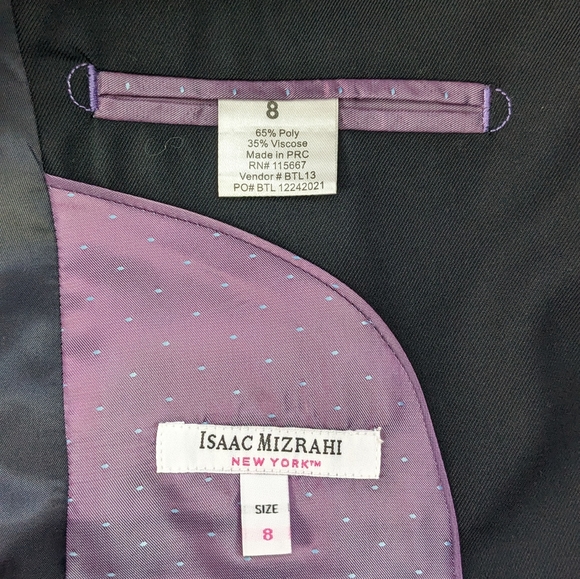 8
65% Poly
35% Viscose
Made in PRC
RN# 115667
Vendor # BTL13
PO# BTL 12242021
ISAAC MIZRAHI
NEW YORK™
SIZE
8